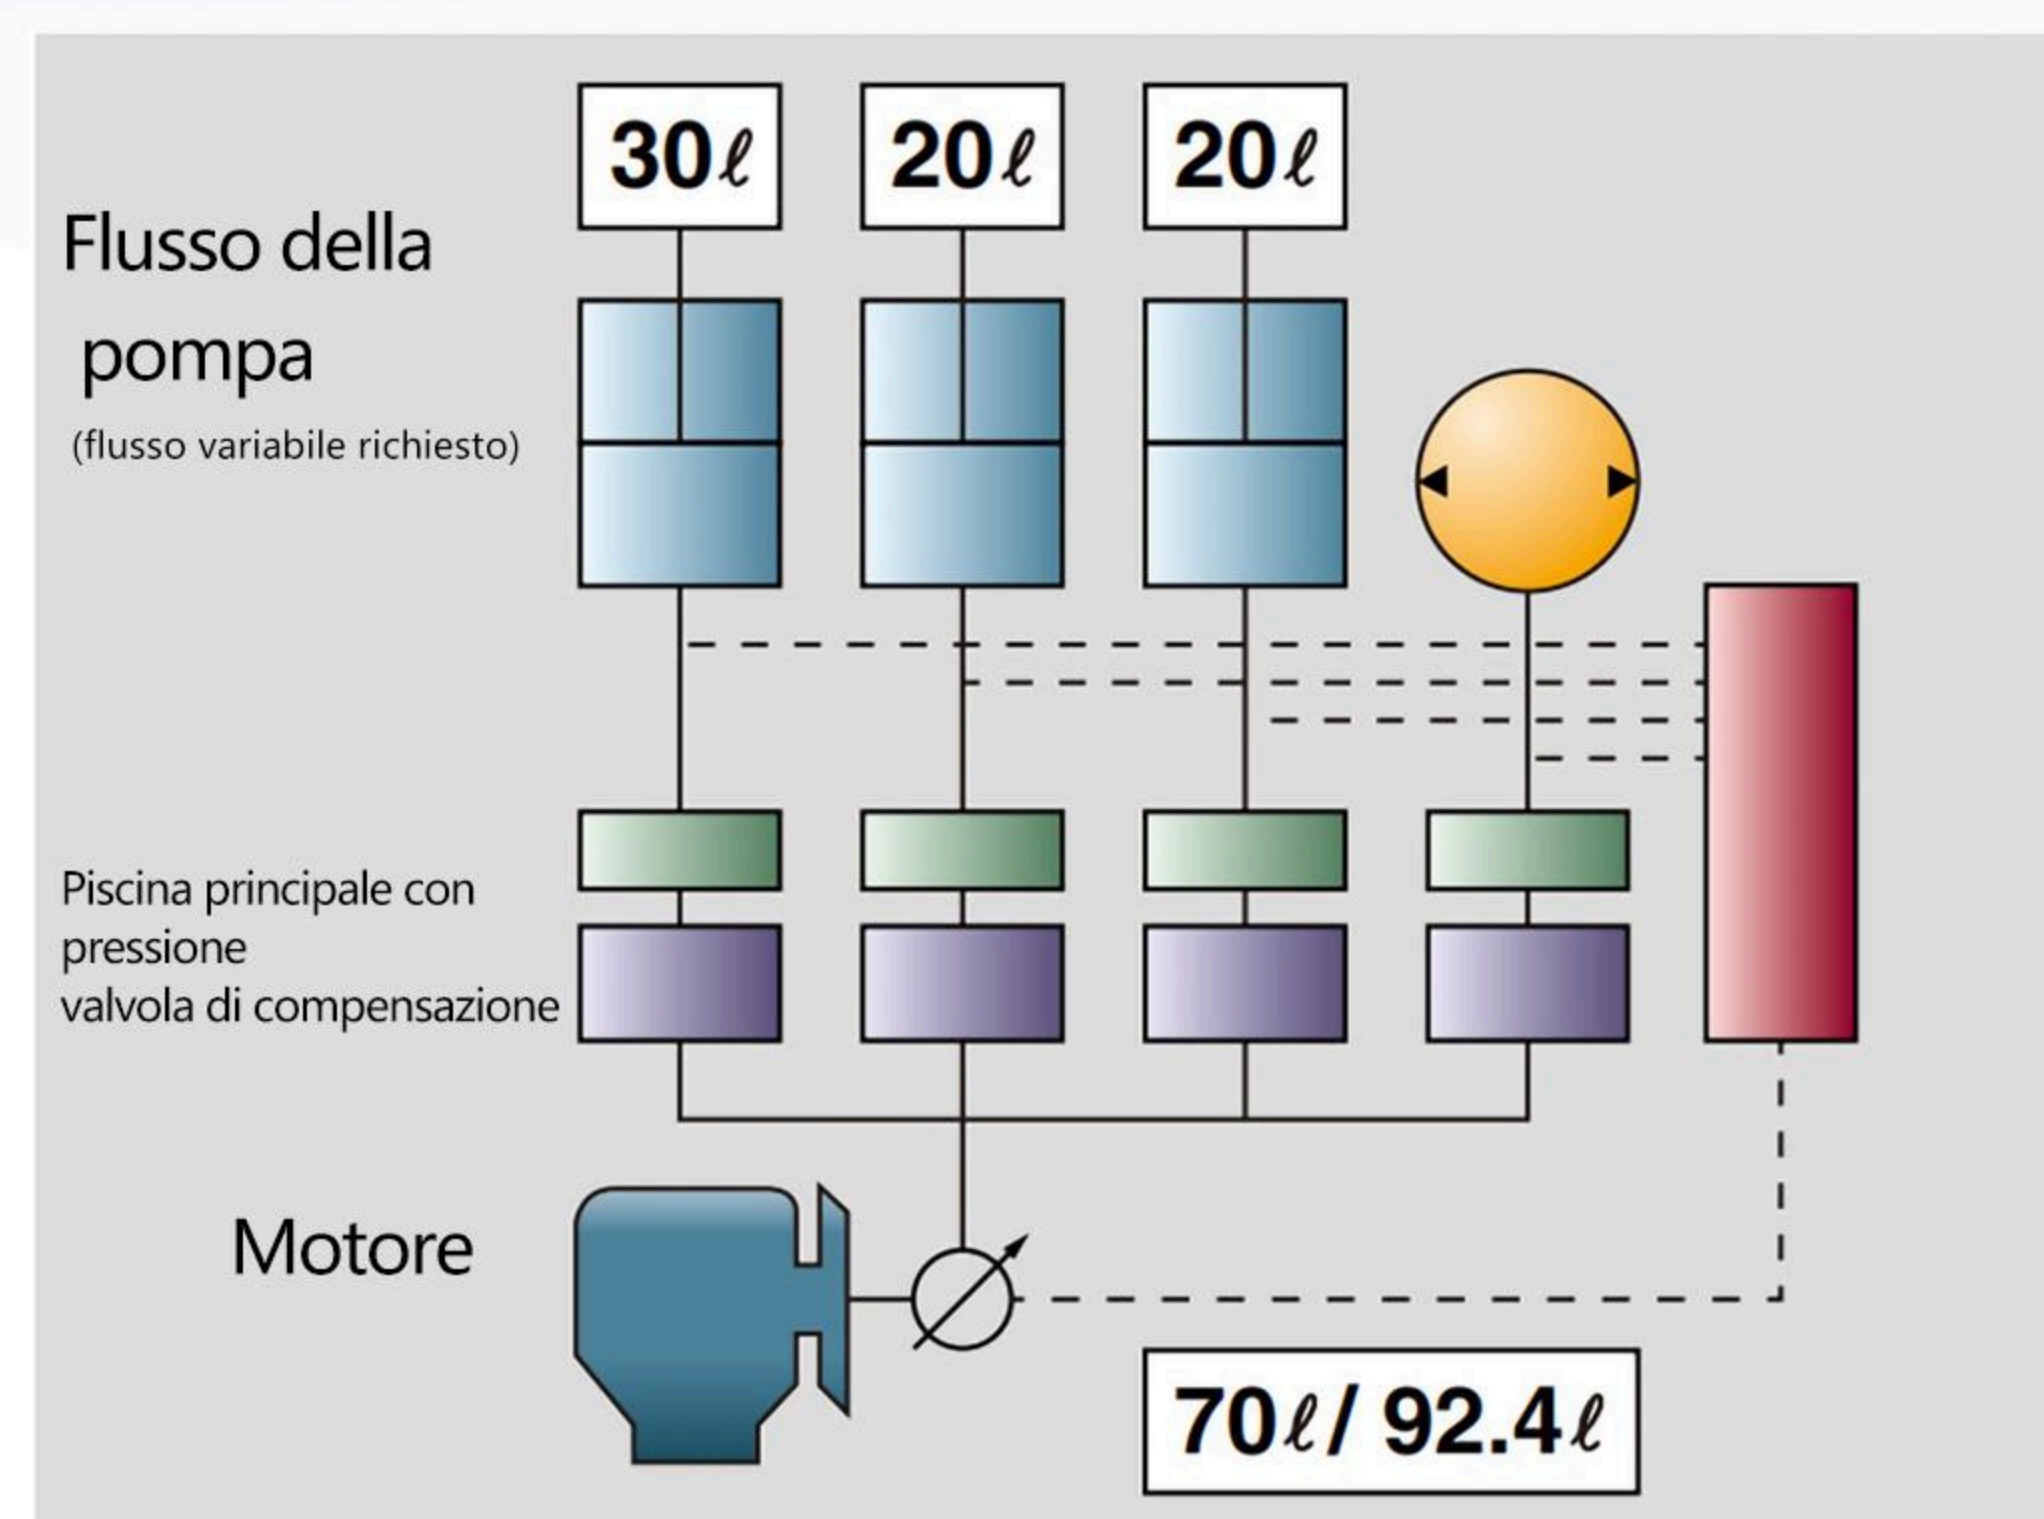 30ℓ 20ℓ 20ℓ
Flusso della
pompa
(flusso variabile richiesto)
Piscina principale con
pressione
valvola di compensazione
Motore
70ℓ/ 92.4ℓ